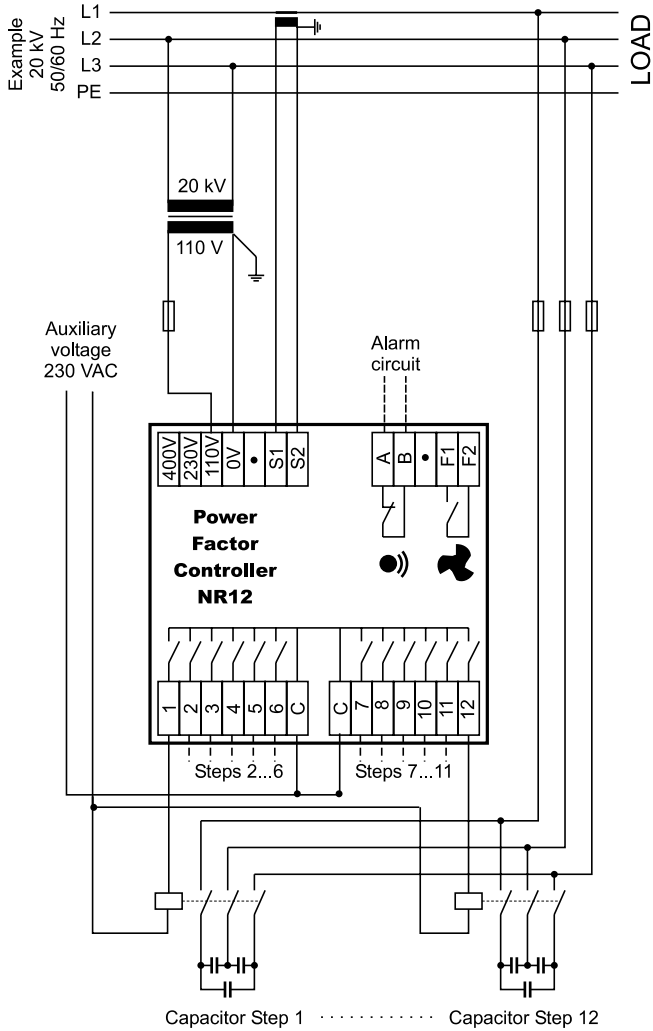 L1
L2
L3
PE
Example
20 kV
50/60 Hz
LOAD
20 kV
110 V
Auxiliary
voltage
230 VAC
Alarm
circuit
400V
230V
110V
0V
•
S1
S2
A
B
•
F1
F2
Power
Factor
Controller
NR12
1
2
3
4
5
6
C
C
7
8
9
10
11
12
Steps 2...6
Steps 7...11
Capacitor Step 1 ············ Capacitor Step 12